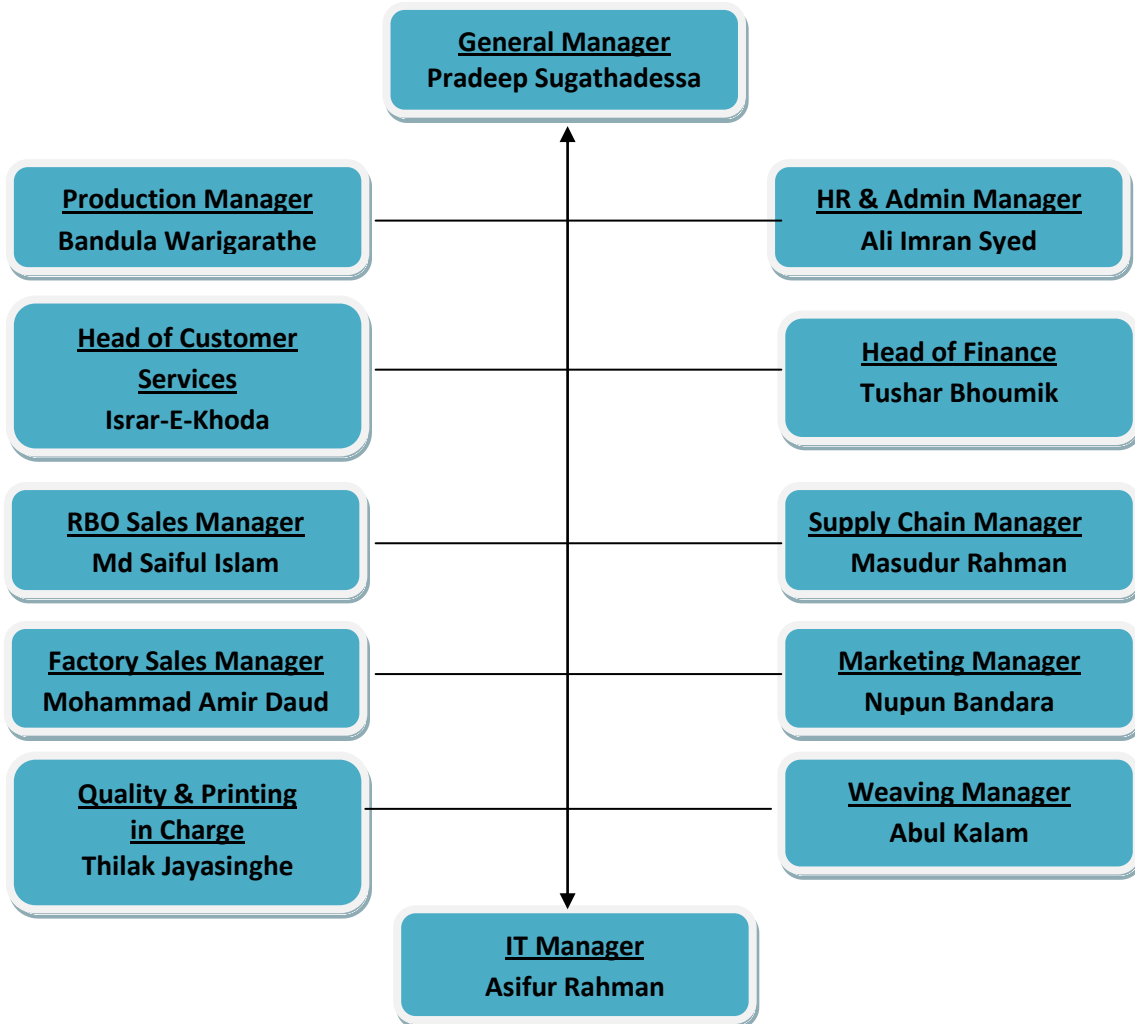 General Manager
Pradeep Sugathadessa
Production Manager
Bandula Warigarathe
HR & Admin Manager
Ali Imran Syed
Head of Customer
Services
Israr-E-Khoda
Head of Finance
Tushar Bhoumik
RBO Sales Manager
Md Saiful Islam
Supply Chain Manager
Masudur Rahman
Factory Sales Manager
Mohammad Amir Daud
Marketing Manager
Nupun Bandara
Quality & Printing
in Charge
Thilak Jayasinghe
Weaving Manager
Abul Kalam
IT Manager
Asifur Rahman